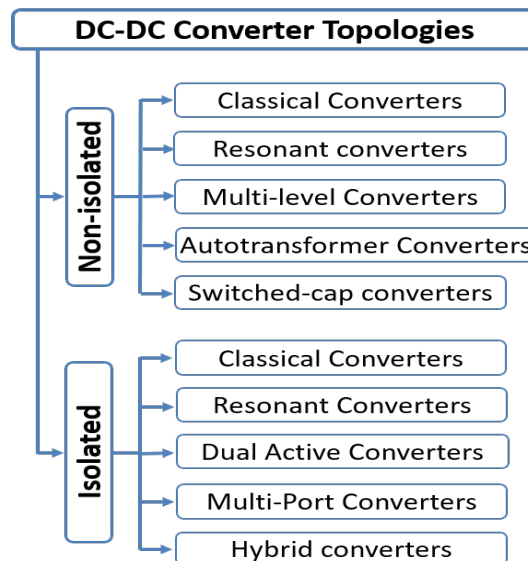 DC-DC Converter Topologies
Non-isolated
Classical Converters
Resonant converters
Multi-level Converters
Autotransformer Converters
Switched-cap converters
Isolated
Classical Converters
Resonant Converters
Dual Active Converters
Multi-Port Converters
Hybrid converters